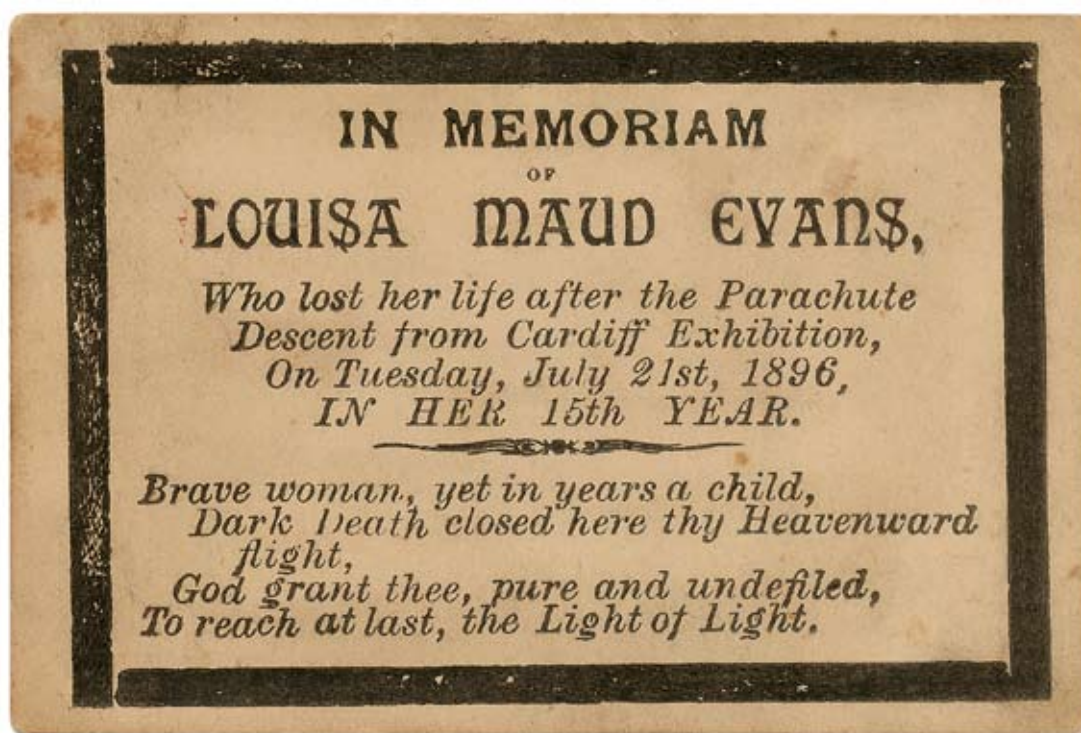 IN MEMORIAM
OF
LOUISA MAUD EVANS,
Who lost her life after the Parachute
Descent from Cardiff Exhibition,
On Tuesday, July 21st, 1896,
IN HER 15th YEAR.
Brave woman, yet in years a child,
Dark Death closed here thy Heavenward
flight,
God grant thee, pure and undefiled,
To reach at last, the Light of Light.